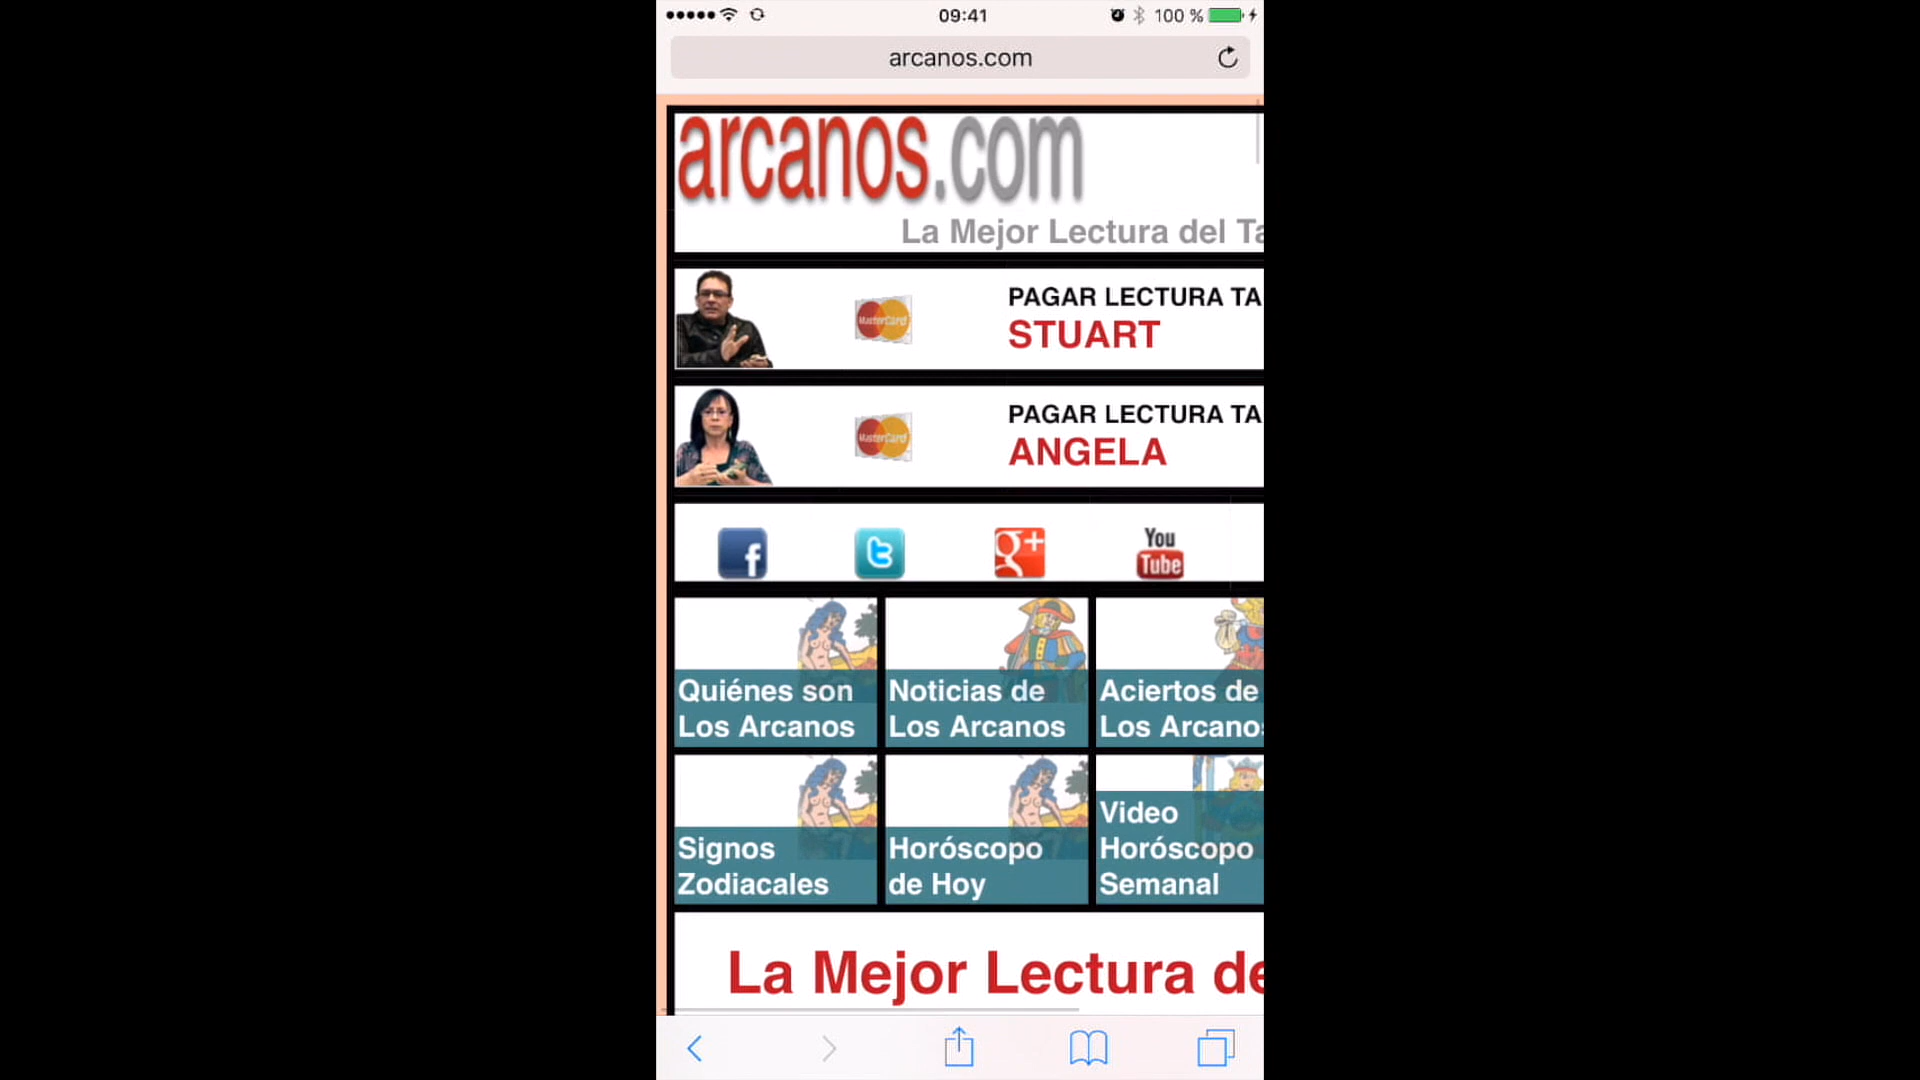 09:41
100 %
arcanos.com
arcanos.com
La Mejor Lectura del Ta
MasterCard
PAGAR LECTURA TA
STUART
MasterCard
PAGAR LECTURA TA
ANGELA
f
t
g+
You
Tube
Quiénes son
Los Arcanos
Noticias de
Los Arcanos
Aciertos de
Los Arcanos
Signos
Zodiacales
Horóscopo
de Hoy
Video
Horóscopo
Semanal
La Mejor Lectura de